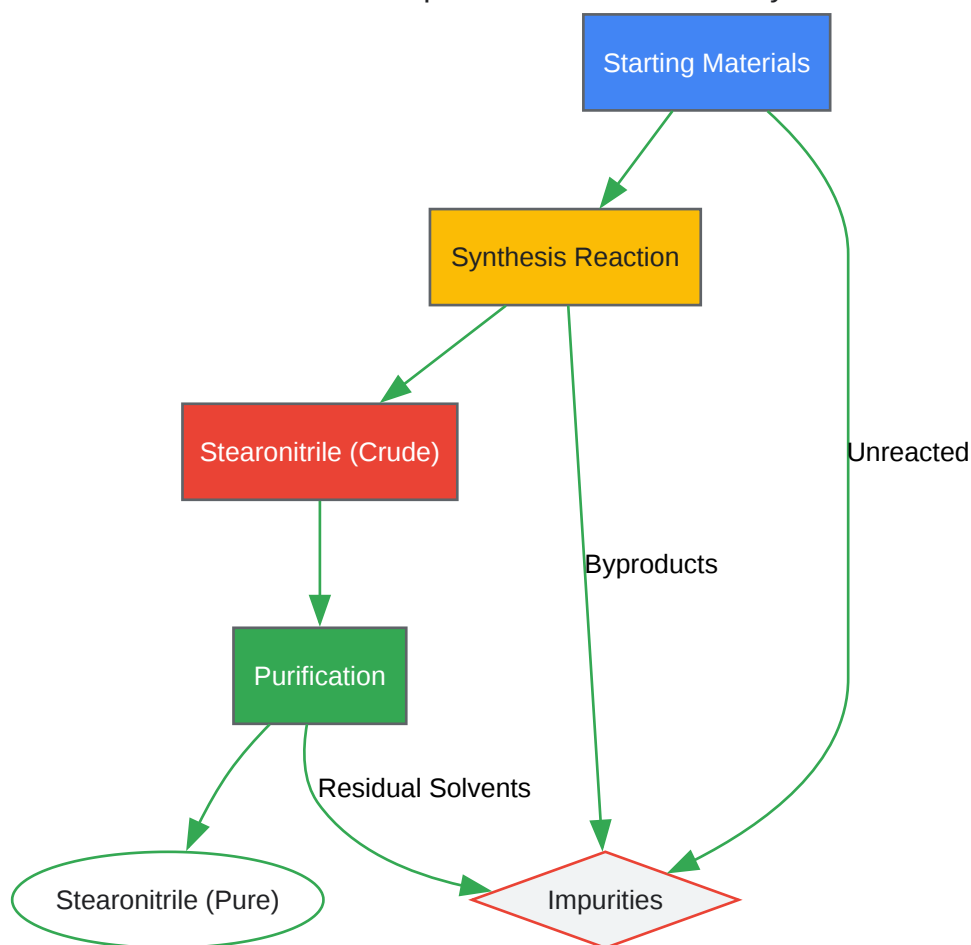 Starting Materials
Synthesis Reaction
Stearonitrile (Crude)
Unreacted
Byproducts
Purification
Residual Solvents
Stearonitrile (Pure)
Impurities